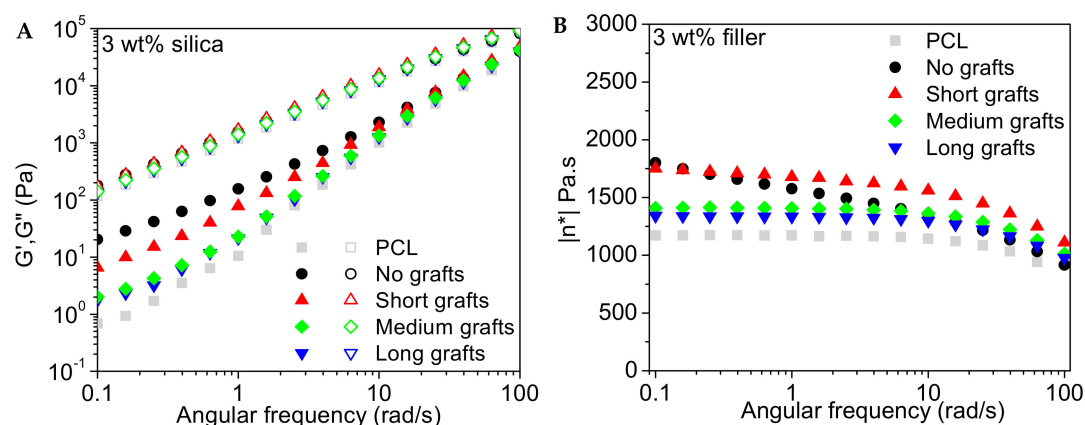 A
3 wt% silica
G',G" (Pa)
10^5
10^4
10^3
10^2
10^1
10^0
10^-1
PCL
No grafts
Short grafts
Medium grafts
Long grafts
0.1
1
10
100
Angular frequency (rad/s)
B
3 wt% filler
|n*| Pa.s
3000
2500
2000
1750
1500
1250
1000
500
0
PCL
No grafts
Short grafts
Medium grafts
Long grafts
0.1
1
10
100
Angular frequency (rad/s)